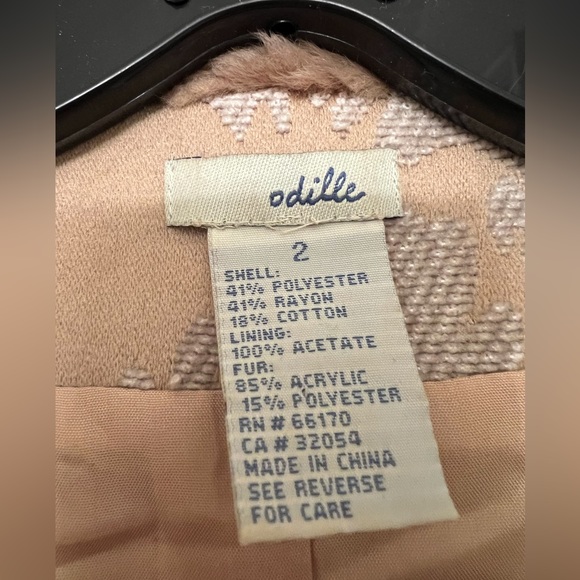 odille
2
SHELL:
41% POLYESTER
41% RAYON
18% COTTON
LINING:
100% ACETATE
FUR:
85% ACRYLIC
15% POLYESTER
RN # 66170
CA # 32054
MADE IN CHINA
SEE REVERSE
FOR CARE